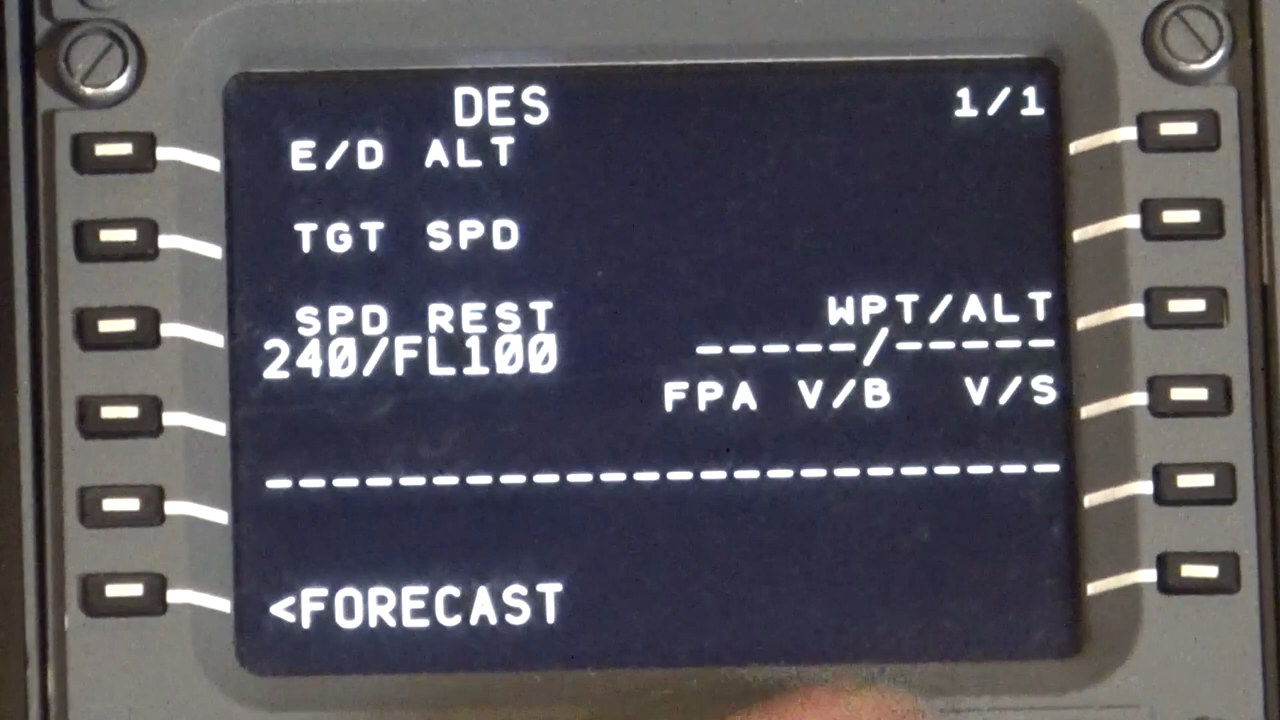 DES 1/1
E/D ALT
TGT SPD
SPD REST WPT/ALT
240/FL100 -----/-----
FPA V/B V/S
------------------------
<FORECAST